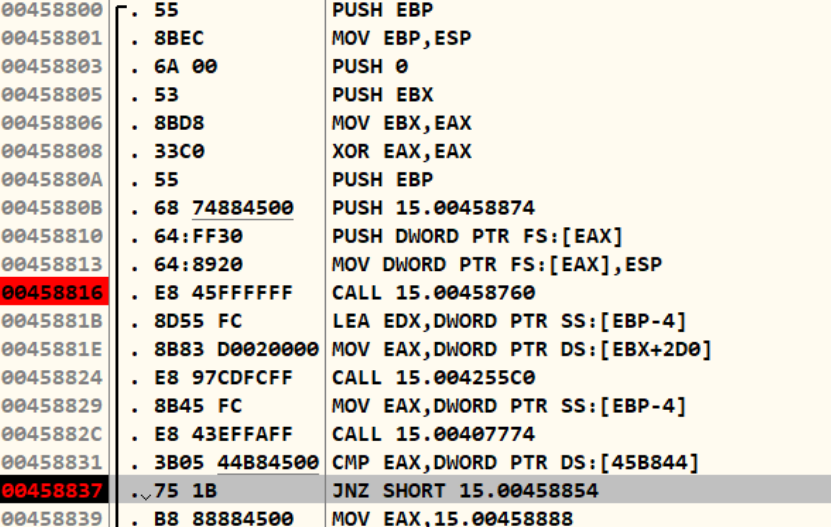 00458800 . 55 PUSH EBP
00458801 . 8BEC MOV EBP,ESP
00458803 . 6A 00 PUSH 0
00458805 . 53 PUSH EBX
00458806 . 8BD8 MOV EBX,EAX
00458808 . 33C0 XOR EAX,EAX
0045880A . 55 PUSH EBP
0045880B . 68 74884500 PUSH 15.00458874
00458810 . 64:FF30 PUSH DWORD PTR FS:[EAX]
00458813 . 64:8920 MOV DWORD PTR FS:[EAX],ESP
00458816 . E8 45FFFFFF CALL 15.00458760
0045881B . 8D55 FC LEA EDX,DWORD PTR SS:[EBP-4]
0045881E . 8B83 D0020000 MOV EAX,DWORD PTR DS:[EBX+2D0]
00458824 . E8 97CDFCFF CALL 15.004255C0
00458829 . 8B45 FC MOV EAX,DWORD PTR SS:[EBP-4]
0045882C . E8 43EFFAFF CALL 15.00407774
00458831 . 3B05 44B84500 CMP EAX,DWORD PTR DS:[45B844]
00458837 . 75 1B JNZ SHORT 15.00458854
00458839 . B8 88884500 MOV EAX,15.00458888